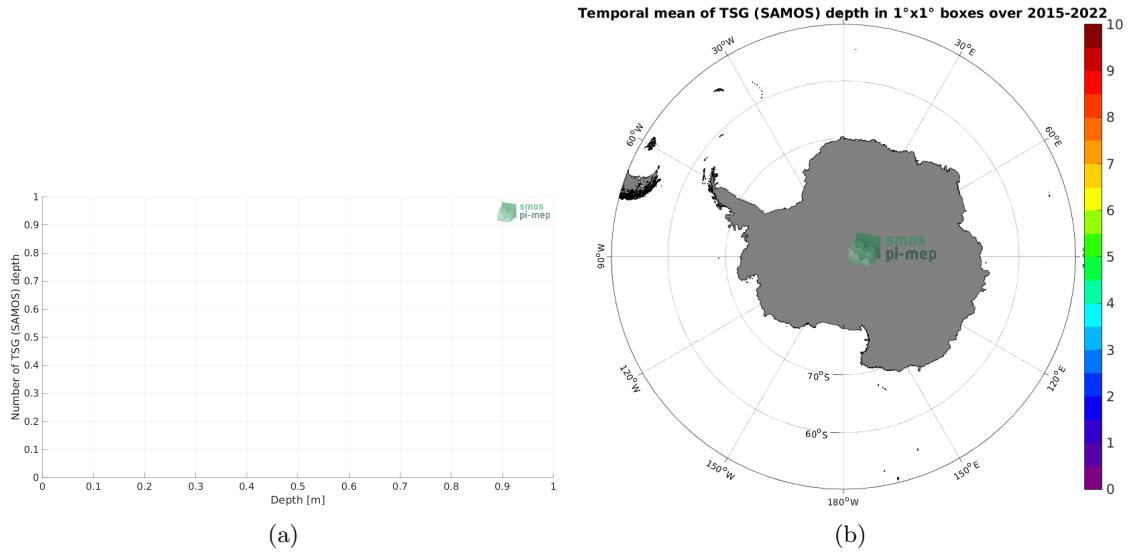 Temporal mean of TSG (SAMOS) depth in 1°x1° boxes over 2015-2022
1
0.9
0.8
0.7
0.6
0.5
0.4
0.3
0.2
0.1
0
Number of TSG (SAMOS) depth
0 0.1 0.2 0.3 0.4 0.5 0.6 0.7 0.8 0.9 1
Depth [m]
smos
pi-mep
(a)
30°W
30°E
60°W
60°E
90°W
smos
pi-mep
120°W
120°E
70°S
60°S
150°W
150°E
180°W
10
9
8
7
6
5
4
3
2
1
0
(b)